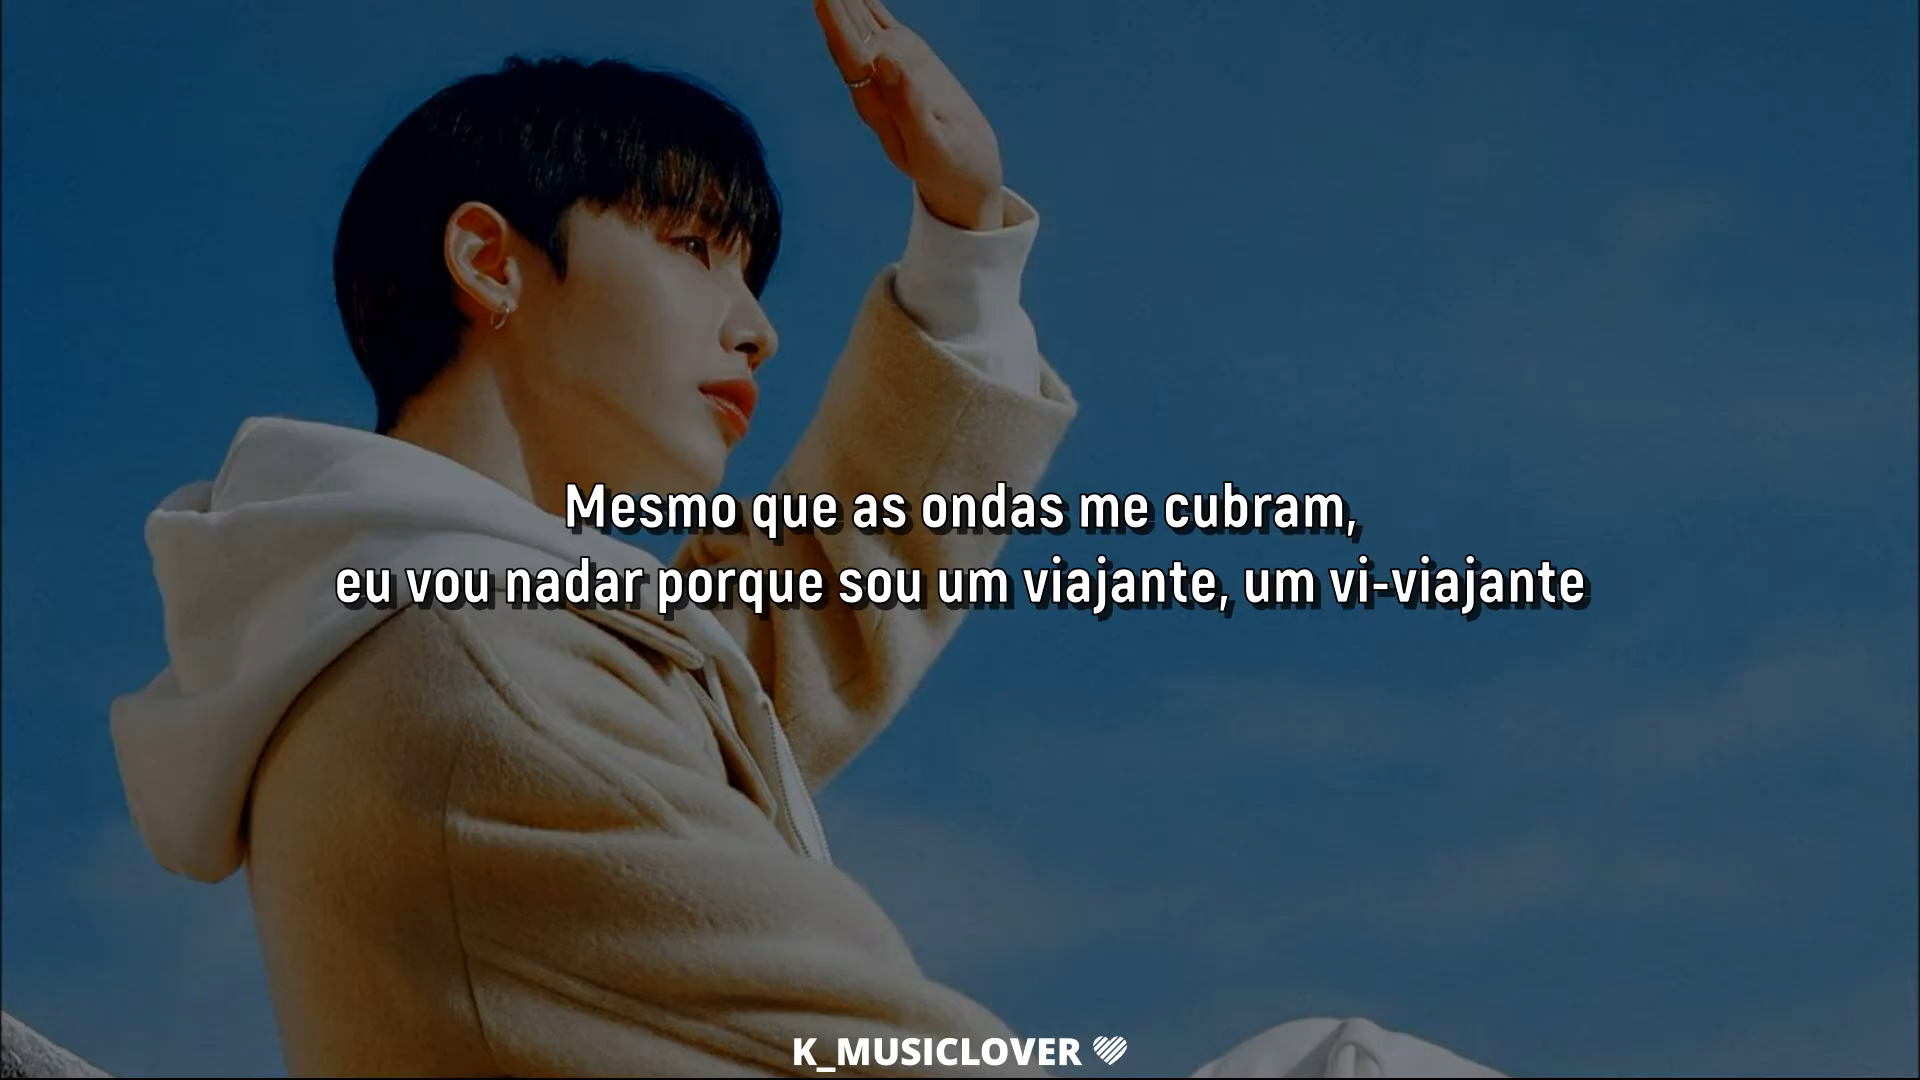 Mesmo que as ondas me cubram,
eu vou nadar porque sou um viajante, um vi-viajante
K_MUSICLOVER